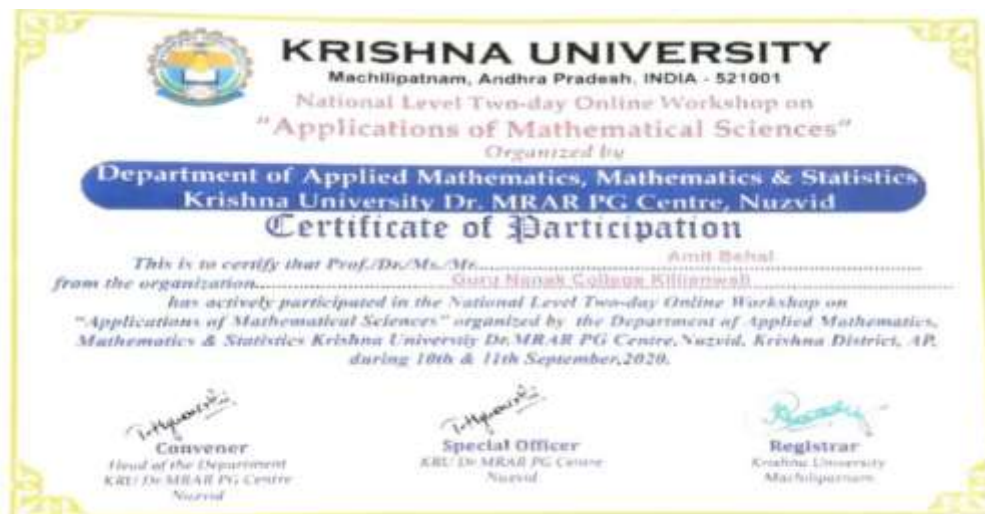 KRISHNA UNIVERSITY
Machilipatnam, Andhra Pradesh, INDIA - 521001
National Level Two-day Online Workshop on
"Applications of Mathematical Sciences"
Organized by
Department of Applied Mathematics, Mathematics & Statistics
Krishna University Dr. MRAR PG Centre, Nuzvid
Certificate of Participation
This is to certify that Prof./Dr./Ms./Mr. Amit Behal
from the organization Guru Nanak College Killianwali
has actively participated in the National Level Two-day Online Workshop on
"Applications of Mathematical Sciences" organized by the Department of Applied Mathematics,
Mathematics & Statistics Krishna University Dr.MRAR PG Centre, Nuzvid, Krishna District, AP.
during 10th & 11th September,2020.
Convener
Head of the Department
KRU Dr MRAR PG Centre
Nuzvid
Special Officer
KRU Dr MRAR PG Centre
Nuzvid
Registrar
Krishna University
Machilipatnam